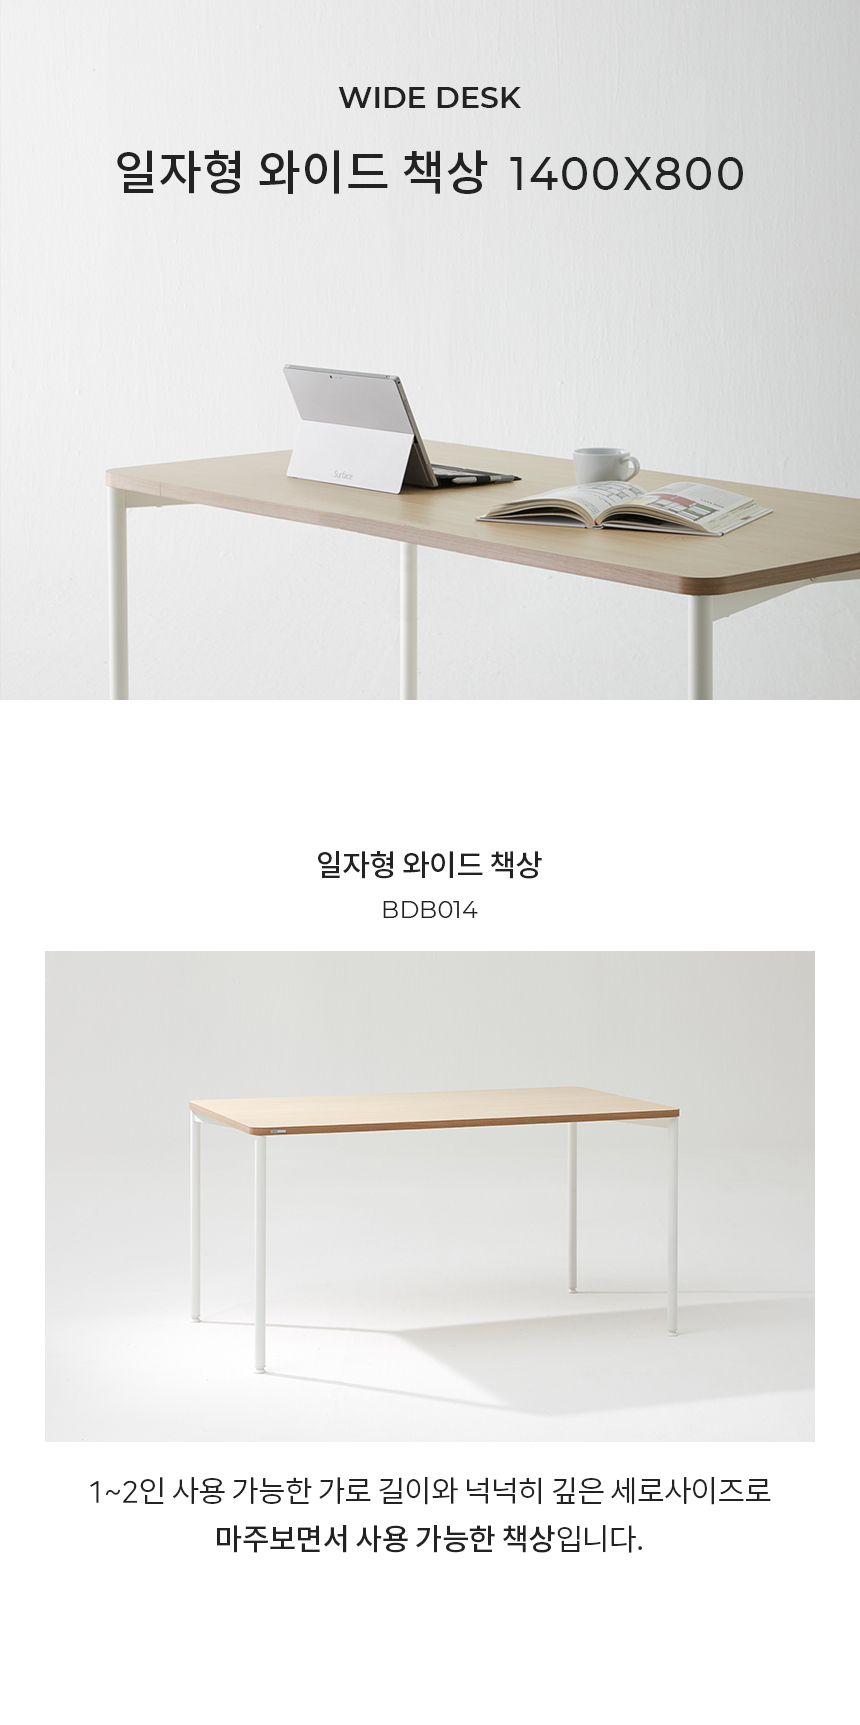 WIDE DESK
일자형 와이드 책상 1400X800
Surface
일자형 와이드 책상
BDB014
1~2인 사용 가능한 가로 길이와 넉넉히 깊은 세로사이즈로
마주보면서 사용 가능한 책상입니다.